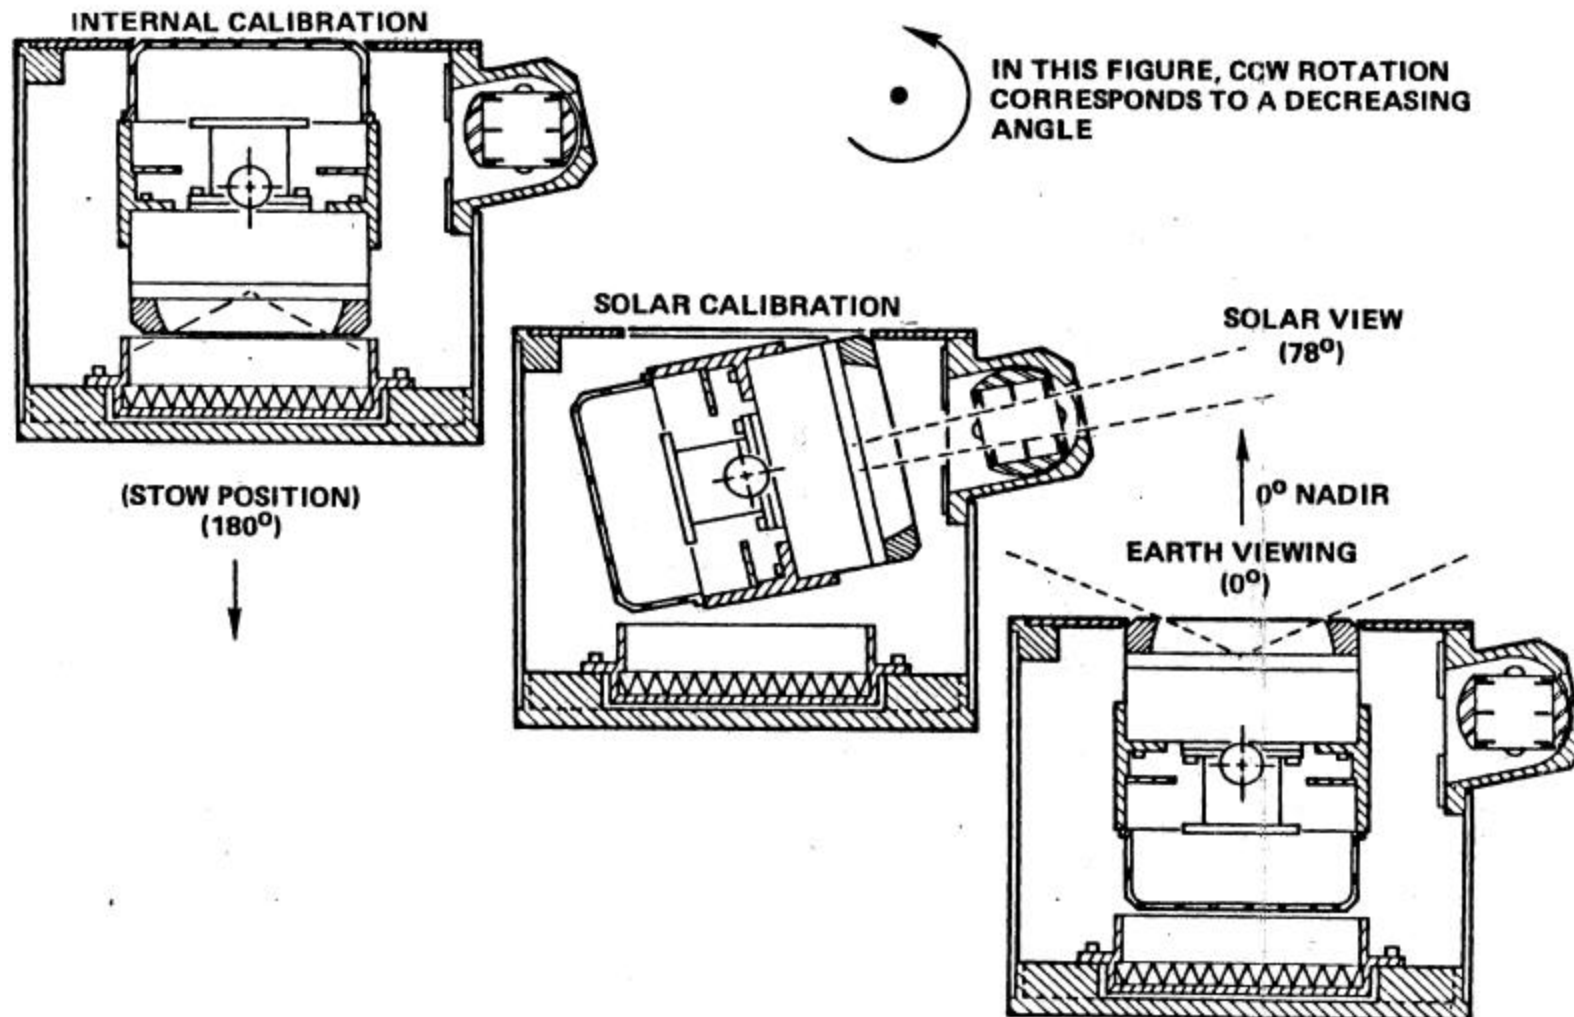 INTERNAL CALIBRATION
IN THIS FIGURE, CCW ROTATION
CORRESPONDS TO A DECREASING
ANGLE
SOLAR CALIBRATION
SOLAR VIEW
(78°)
(STOW POSITION)
(180°)
0° NADIR
EARTH VIEWING
(0°)